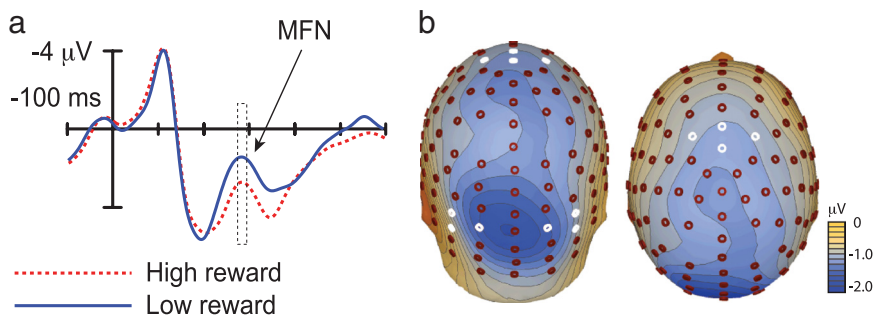 a
MFN
-4 μV
-100 ms
High reward
Low reward
b
μV
0
-1.0
-2.0